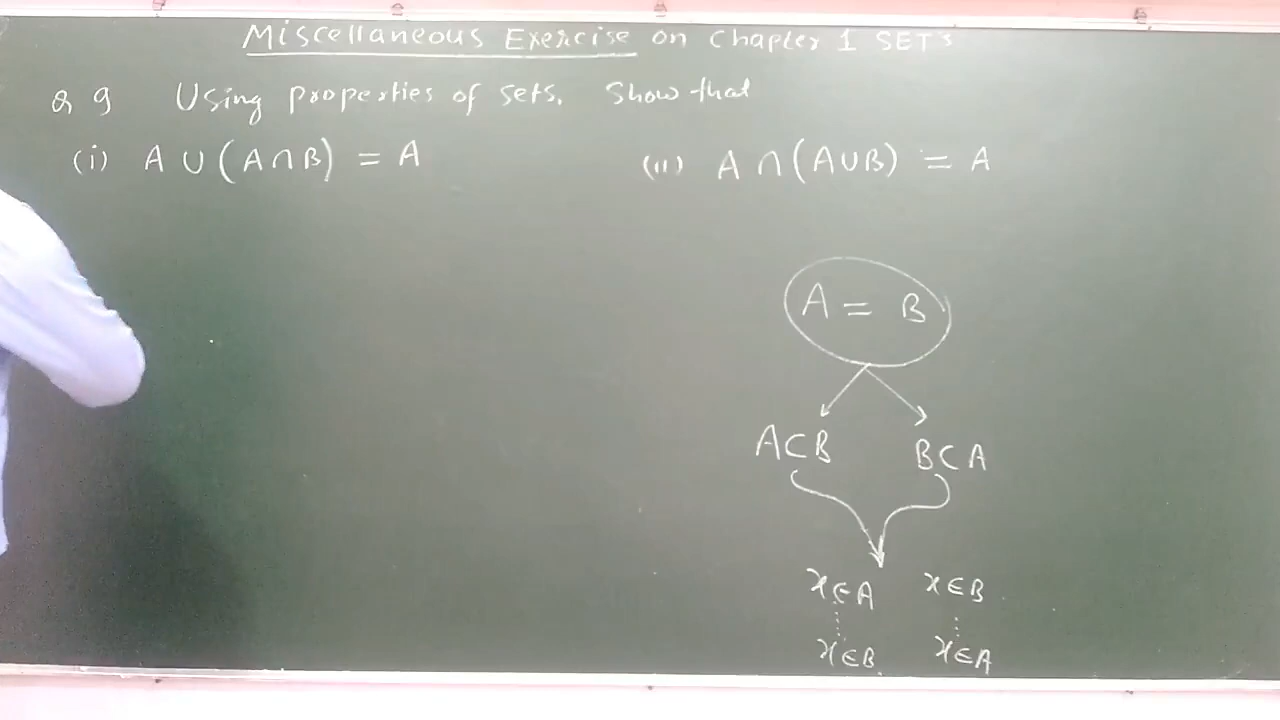 Miscellaneous Exercise on Chapter 1 SETS
Q 9 Using properties of sets, Show that
(i) A ∪ (A∩B) = A (ii) A ∩ (A∪B) = A
A = B
A⊂B B⊂A
x∈A x∈B
x∈B x∈A